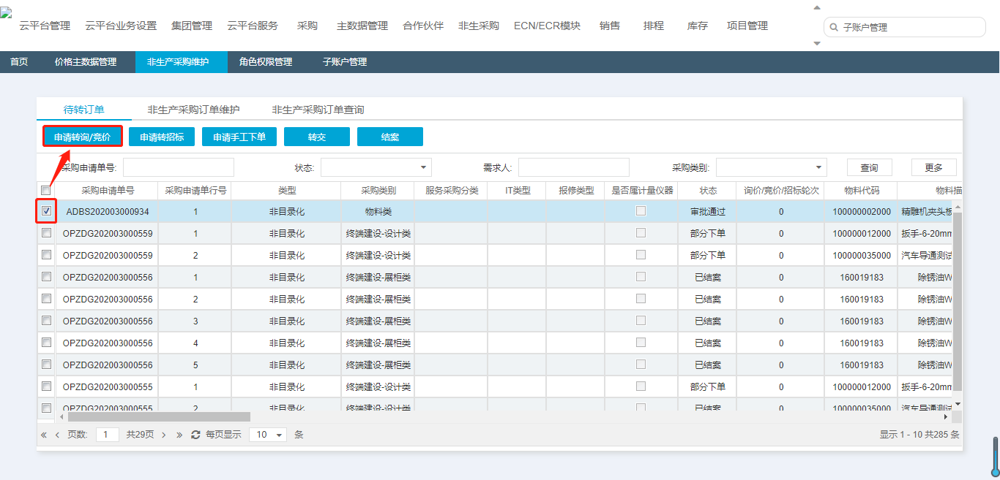 云平台管理 云平台业务设置 集团管理 云平台服务 采购 主数据管理 合作伙伴 非生采购 ECN/ECR模块 销售 排程 库存 项目管理 子账户管理
首页 价格主数据管理 非生产采购维护 角色权限管理 子账户管理
待转订单 非生产采购订单维护 非生产采购订单查询
申请转询/竞价 申请转招标 申请手工下单 转交 结案
采购申请单号: 状态: 需求人: 采购类别: 查询 更多
采购申请单号 采购申请单行号 类型 采购类别 服务采购分类 IT类型 报修类型 是否属计量仪器 状态 询价/竞价/招标轮次 物料代码 物料描
ADBS202003000934 1 非目录化 物料类 审批通过 0 100000002000 精雕机夹头板
OPZDG202003000559 1 非目录化 终端建设-设计类 部分下单 0 100000012000 扳手-6-20mm
OPZDG202003000559 2 非目录化 终端建设-设计类 部分下单 0 100000035000 汽车导通测试
OPZDG202003000556 1 非目录化 终端建设-展柜类 已结案 0 160019183 除锈油W
OPZDG202003000556 2 非目录化 终端建设-展柜类 已结案 0 160019183 除锈油W
OPZDG202003000556 3 非目录化 终端建设-展柜类 已结案 0 160019183 除锈油W
OPZDG202003000556 4 非目录化 终端建设-展柜类 已结案 0 160019183 除锈油W
OPZDG202003000556 5 非目录化 终端建设-展柜类 已结案 0 160019183 除锈油W
OPZDG202003000555 1 非目录化 终端建设-设计类 部分下单 0 100000012000 扳手-6-20mm
OPZDG202003000555 2 非目录化 终端建设-设计类 已结案 0 100000035000 汽车导通测试
页数: 1 共29页 每页显示 10 条 显示 1 - 10 共285 条